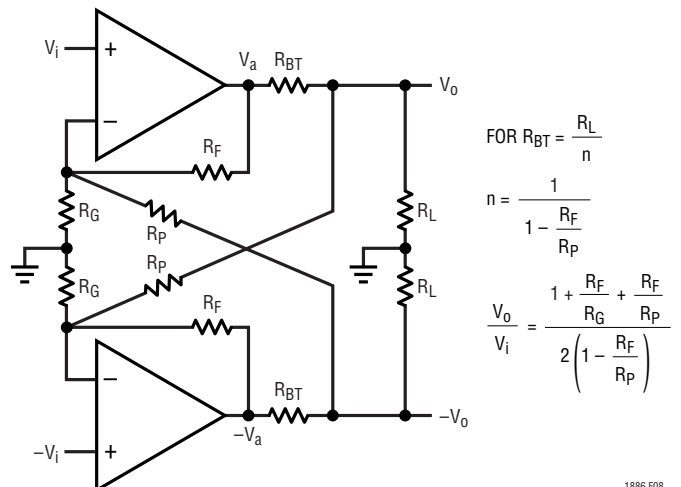 Vi
+
−
Va
RBT
Vo
RF
RG
RP
RL
RP
RG
RF
RL
−
−Vi
+
−Va
RBT
−Vo
FOR RBT = RL / n
n = 1 / (1 − RF / RP)
Vo / Vi = (1 + RF / RG + RF / RP) / (2 (1 − RF / RP))
1886 F08